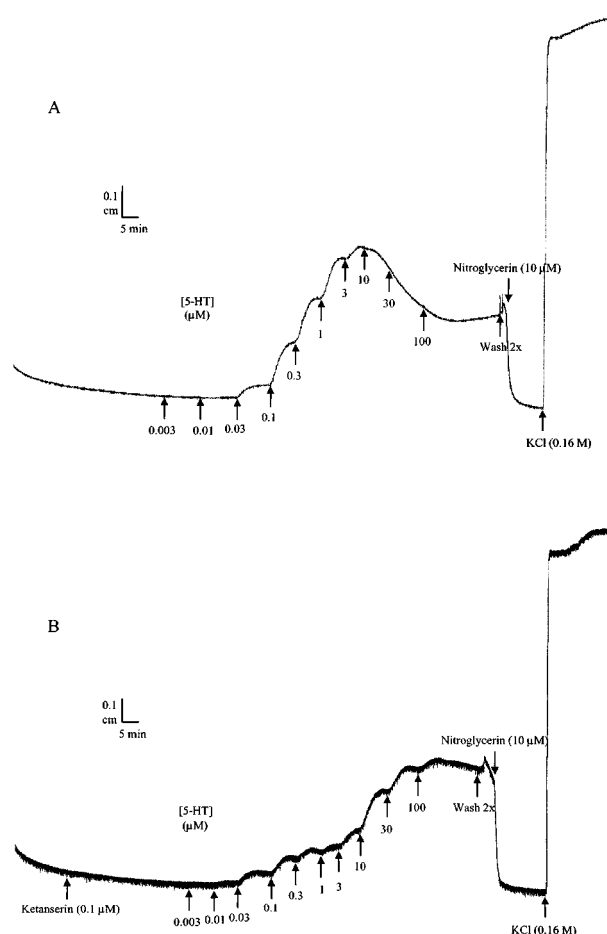 A
0.1
cm
5 min
Nitroglycerin (10 µM)
[5-HT]
(µM)
3
10
30
1
100
Wash 2x
0.3
0.1
0.003
0.01
0.03
KCl (0.16 M)
B
0.1
cm
5 min
Nitroglycerin (10 µM)
[5-HT]
(µM)
100
Wash 2x
30
10
3
1
0.3
0.1
Ketanserin (0.1 µM)
0.003
0.01
0.03
KCl (0.16 M)